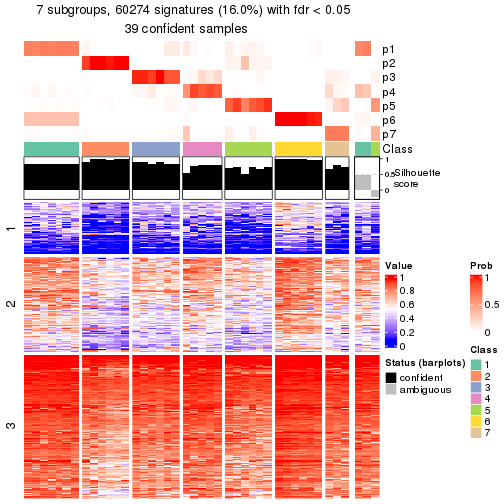 7 subgroups, 60274 signatures (16.0%) with fdr < 0.05
39 confident samples
p1
p2
p3
p4
p5
p6
p7
Class
1
0.5
0
Silhouette
score
1
2
3
Value
1
0.8
0.6
0.4
0.2
0
Status (barplots)
confident
ambiguous
Prob
1
0.5
0
Class
1
2
3
4
5
6
7